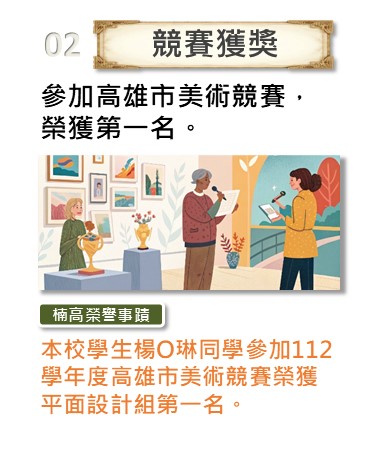 02 競賽獲獎
參加高雄市美術競賽，
榮獲第一名。
楠高榮譽事蹟
本校學生楊O琳同學參加112
學年度高雄市美術競賽榮獲
平面設計組第一名。